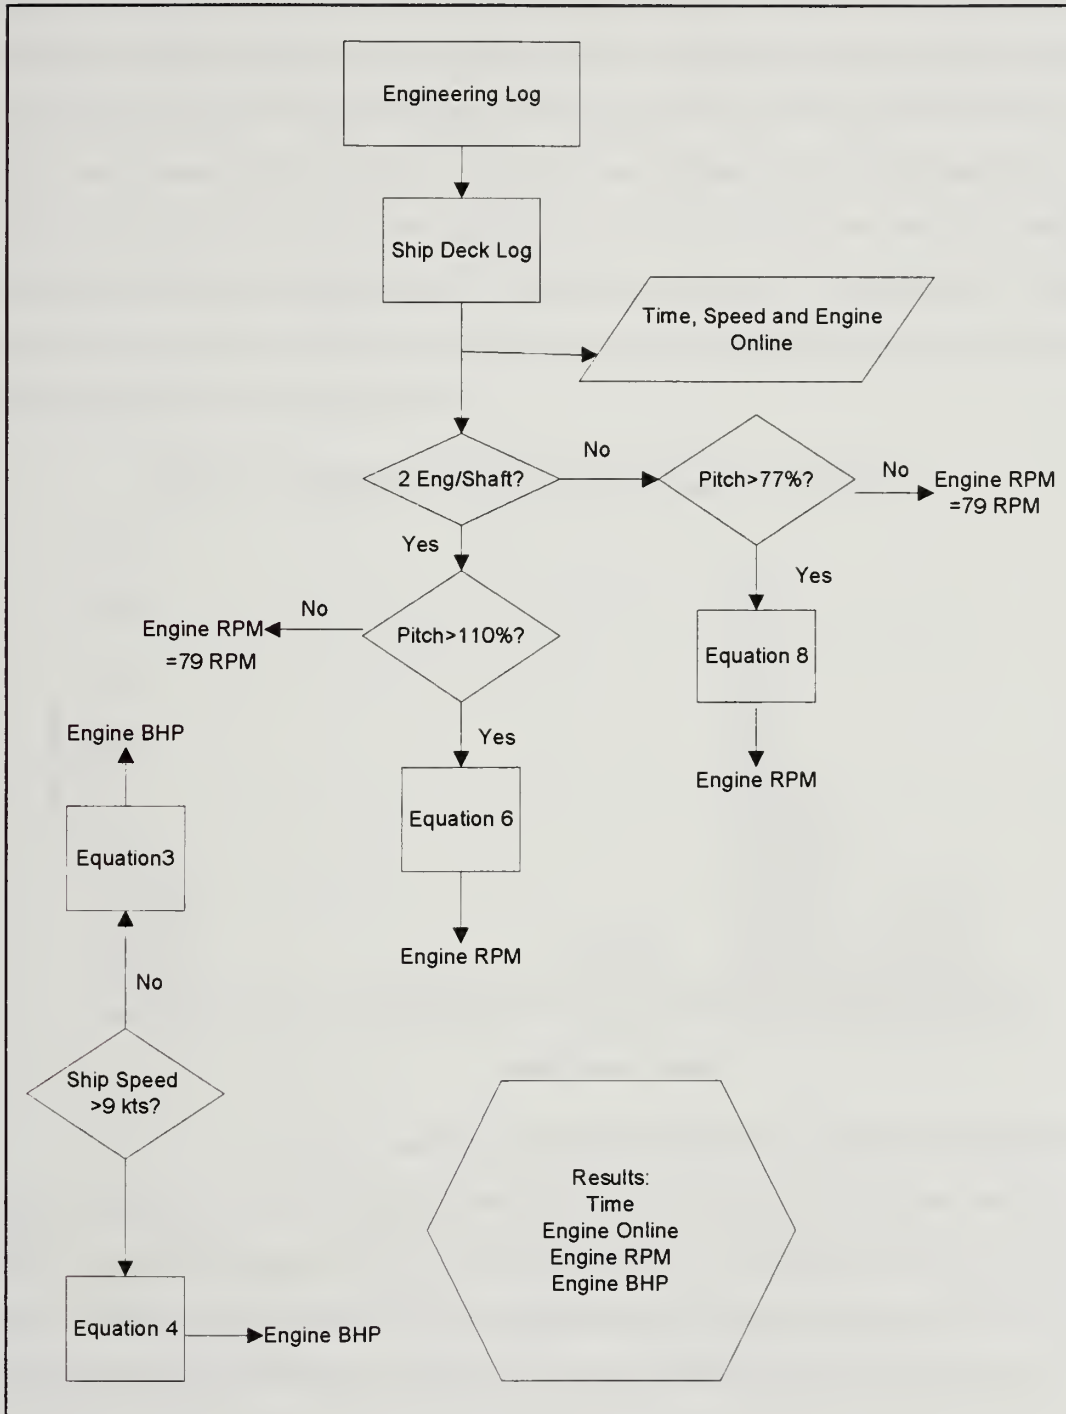 Engineering Log
Ship Deck Log
Time, Speed and Engine
Online
2 Eng/Shaft?
No
Pitch>77%?
No
Engine RPM
=79 RPM
Yes
Yes
Pitch>110%?
No
Engine RPM
=79 RPM
Equation 8
Engine RPM
Yes
Equation 6
Engine RPM
Engine BHP
Equation3
No
Ship Speed
>9 kts?
Equation 4
Engine BHP
Results:
Time
Engine Online
Engine RPM
Engine BHP